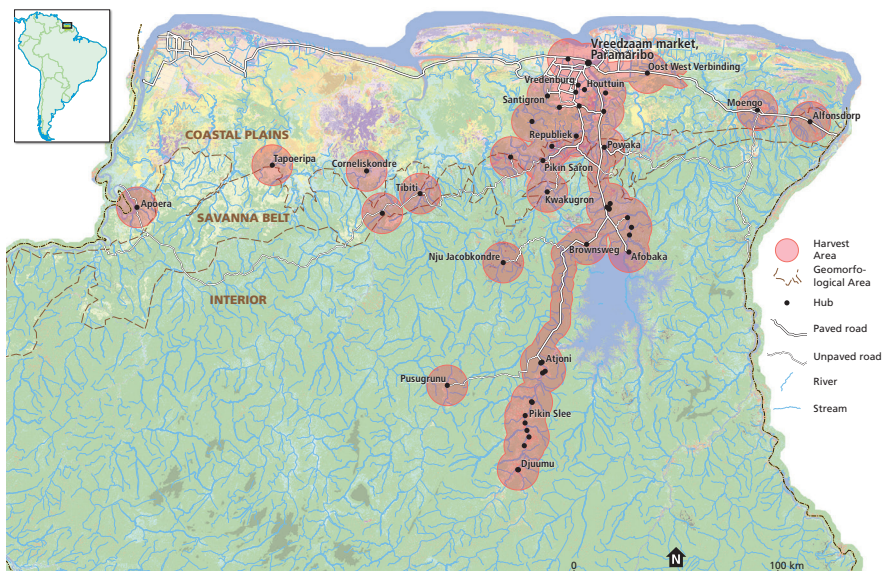 Vreedzaam market,
Paramaribo
Oost West Verbinding
Vredenburg
Houttuin
Santigron
Moengo
Alfonsdorp
COASTAL PLAINS
Republiek
Powaka
Tapoeripa
Corneliskondre
Pikin Saron
Tibiti
Apoera
Kwakugron
SAVANNA BELT
Brownsweg
Afobaka
Nju Jacobkondre
INTERIOR
Atjoni
Pusugrunu
Pikin Slee
Djuumu
Harvest
Area
Geomorfo-
logical Area
Hub
Paved road
Unpaved road
River
Stream
0
N
100 km